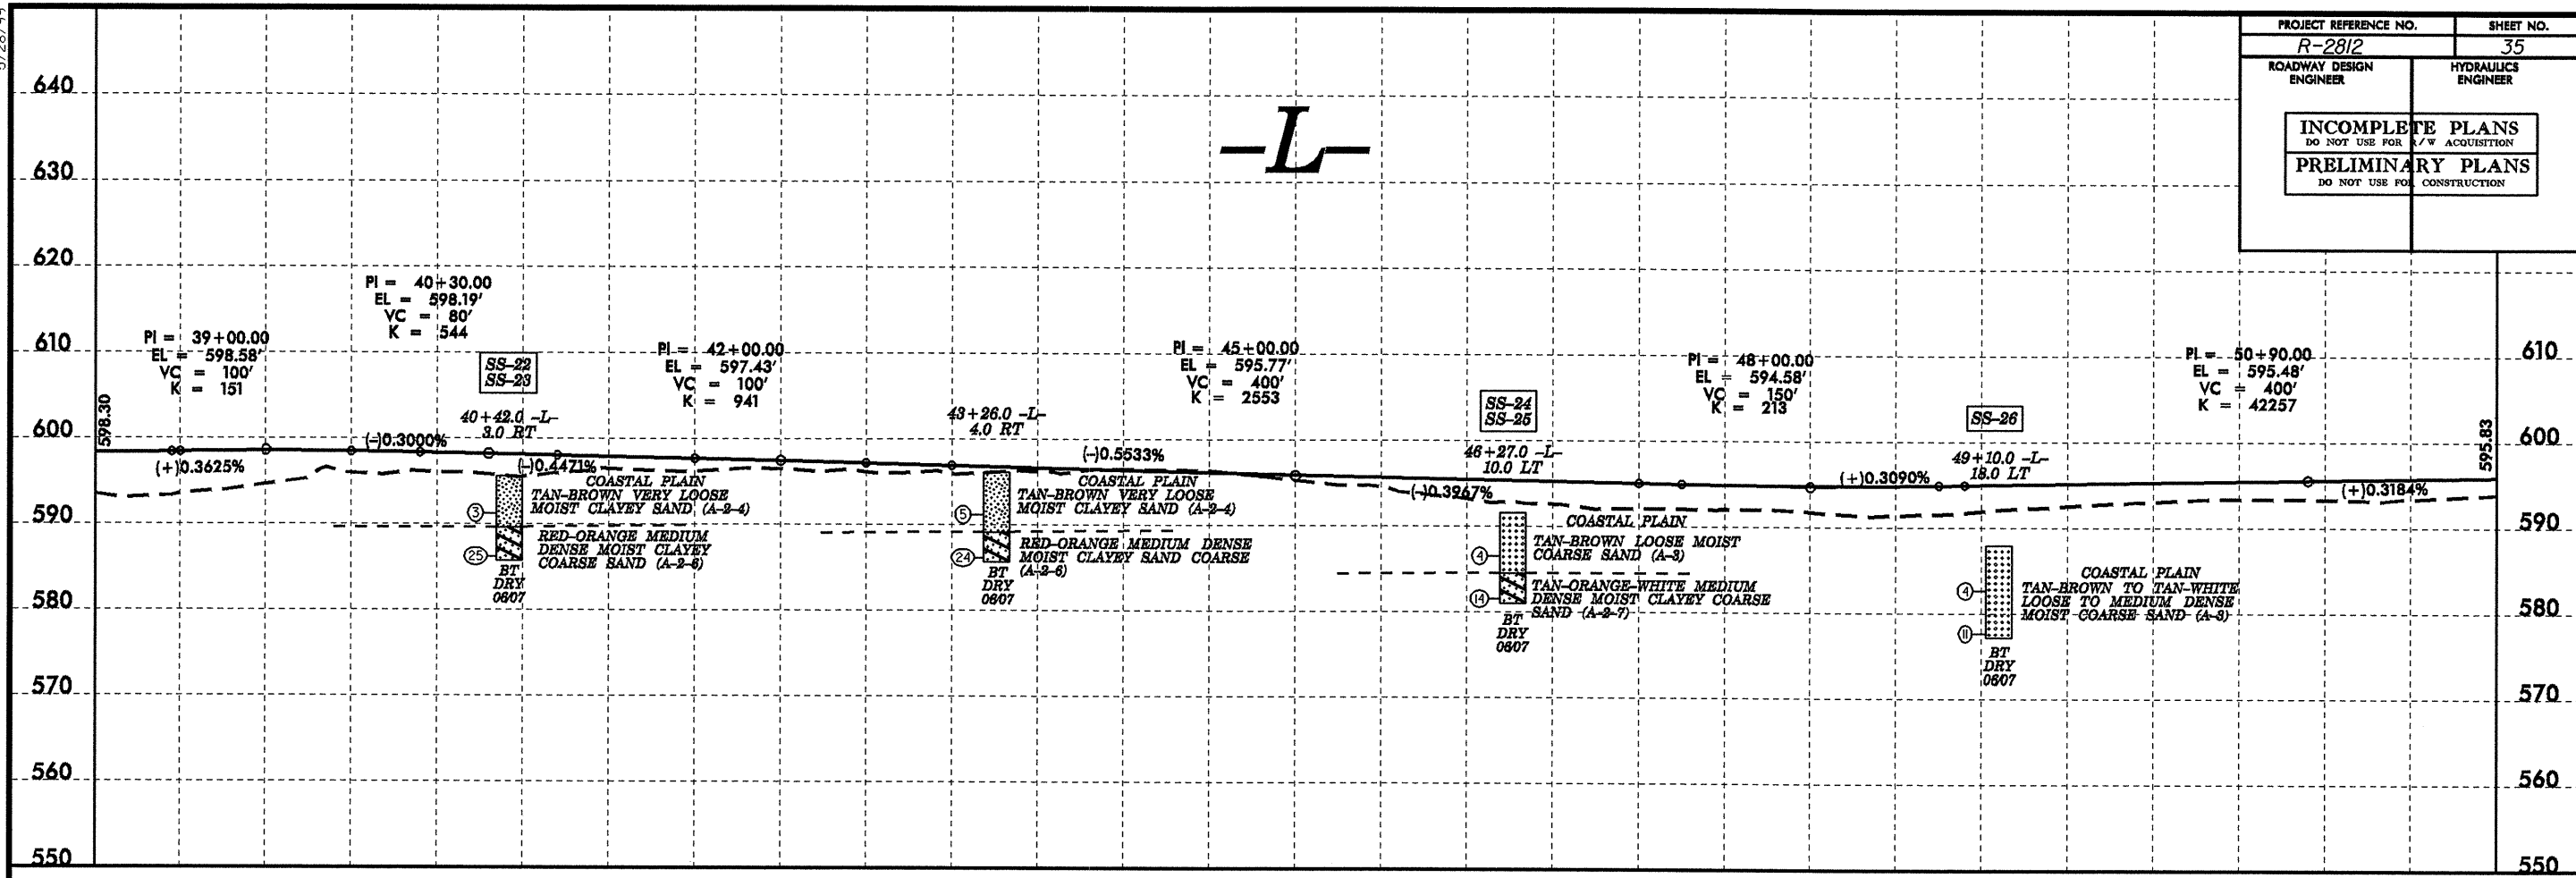 PROJECT REFERENCE NO.
SHEET NO.
R-2812
35
ROADWAY DESIGN
ENGINEER
HYDRAULICS
ENGINEER
INCOMPLETE PLANS
DO NOT USE FOR R/W ACQUISITION
PRELIMINARY PLANS
DO NOT USE FOR CONSTRUCTION
-L-
640
630
620
610
600
590
580
570
560
550
PI = 39+00.00
EL = 598.58'
VC = 100'
K = 151
PI = 40+30.00
EL = 598.19'
VC = 80'
K = 544
PI = 42+00.00
EL = 597.43'
VC = 100'
K = 941
PI = 45+00.00
EL = 595.77'
VC = 400'
K = 2553
PI = 48+00.00
EL = 594.58'
VC = 150'
K = 213
PI = 50+90.00
EL = 595.48'
VC = 400'
K = 42257
598.30
(+)0.3625%
(-)0.3000%
(-)0.4471%
(-)0.5533%
(-)0.3967%
(+)0.3090%
(+)0.3184%
595.83
SS-22
SS-23
40+42.0 -L-
3.0 RT
COASTAL PLAIN
TAN-BROWN VERY LOOSE
MOIST CLAYEY SAND (A-2-4)
3
RED-ORANGE MEDIUM
DENSE MOIST CLAYEY
COARSE SAND (A-2-6)
25
BT
DRY
06/07
43+26.0 -L-
4.0 RT
COASTAL PLAIN
TAN-BROWN VERY LOOSE
MOIST CLAYEY SAND (A-2-4)
5
RED-ORANGE MEDIUM DENSE
MOIST CLAYEY SAND COARSE
(A-2-6)
24
BT
DRY
06/07
SS-24
SS-25
46+27.0 -L-
10.0 LT
COASTAL PLAIN
TAN-BROWN LOOSE MOIST
COARSE SAND (A-3)
4
TAN-ORANGE-WHITE MEDIUM
DENSE MOIST CLAYEY COARSE
SAND (A-2-7)
14
BT
DRY
06/07
SS-26
49+10.0 -L-
18.0 LT
COASTAL PLAIN
TAN-BROWN TO TAN-WHITE
LOOSE TO MEDIUM DENSE
MOIST COARSE SAND (A-3)
4
11
BT
DRY
06/07
610
600
590
580
570
560
550